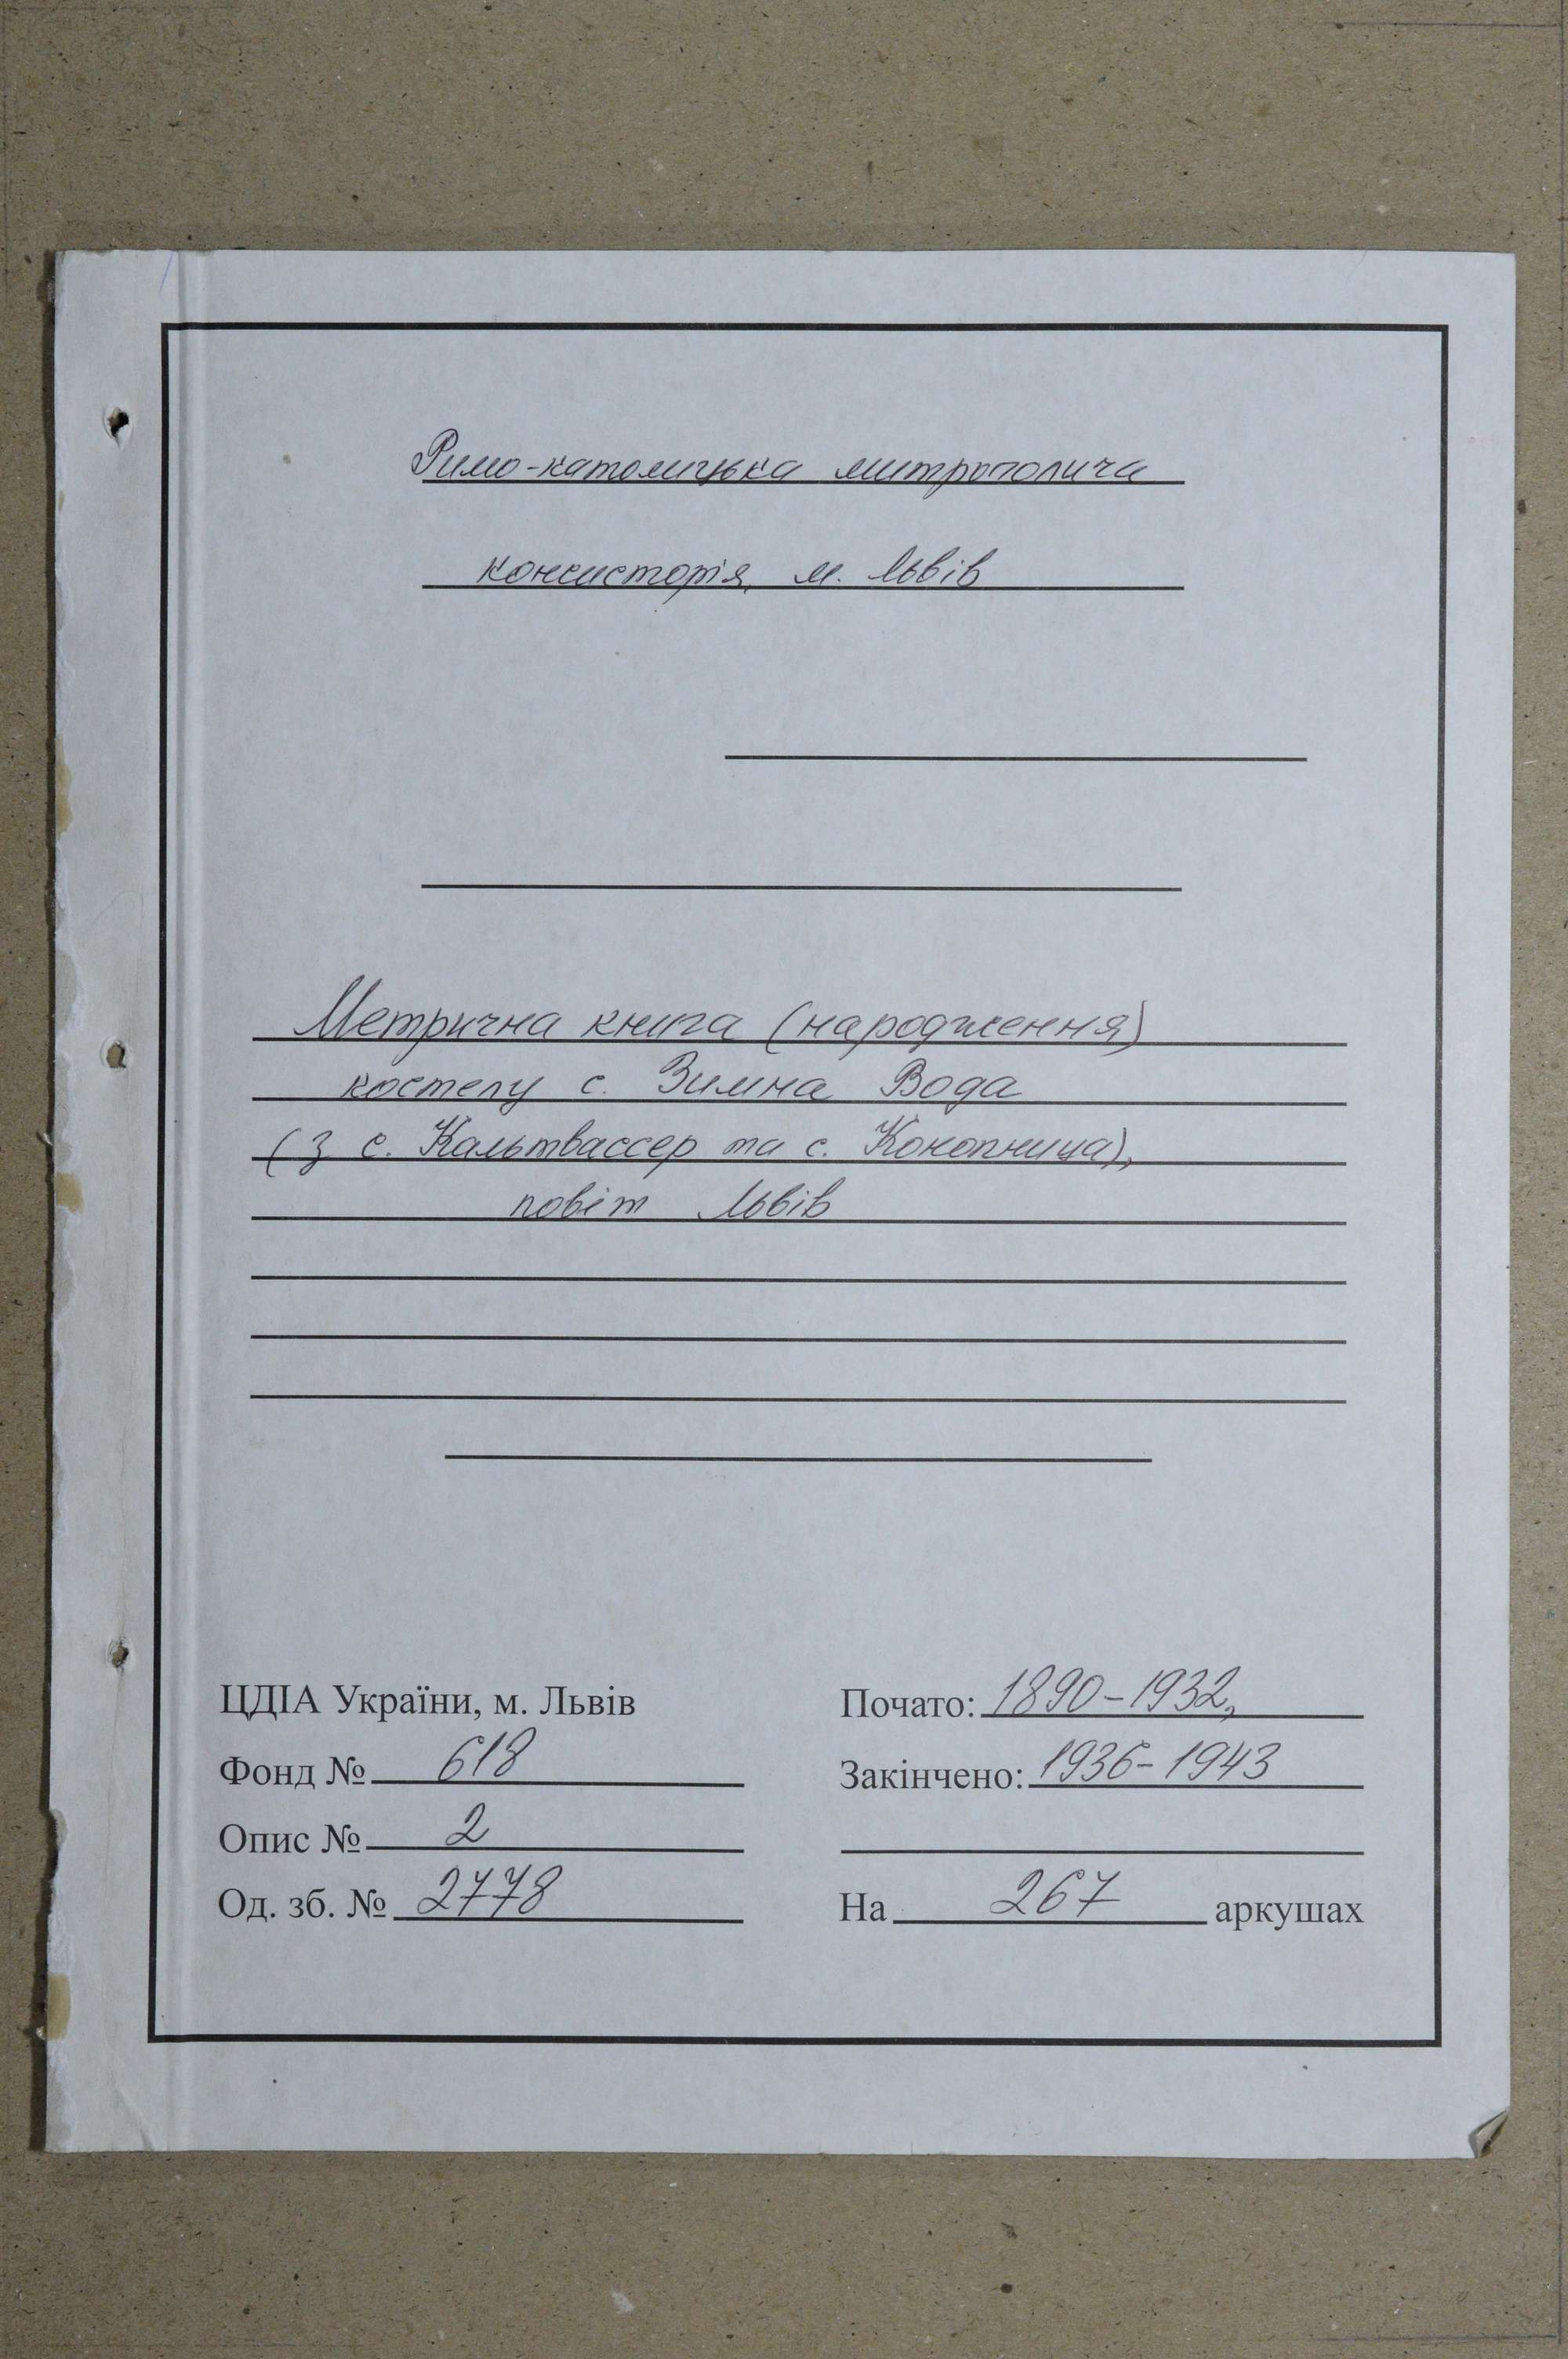 Римо-католицька митрополича
консисторія, м. Львів
Метрична книга (народження)
костелу с. Зимна Вода
(з с. Кальтвассер та с. Конопниця),
повіт Львів
ЦДІА України, м. Львів
Почато: 1890-1932,
Фонд № 618
Закінчено: 1936-1943
Опис № 2
Од. зб. № 2778
На 267 аркушах